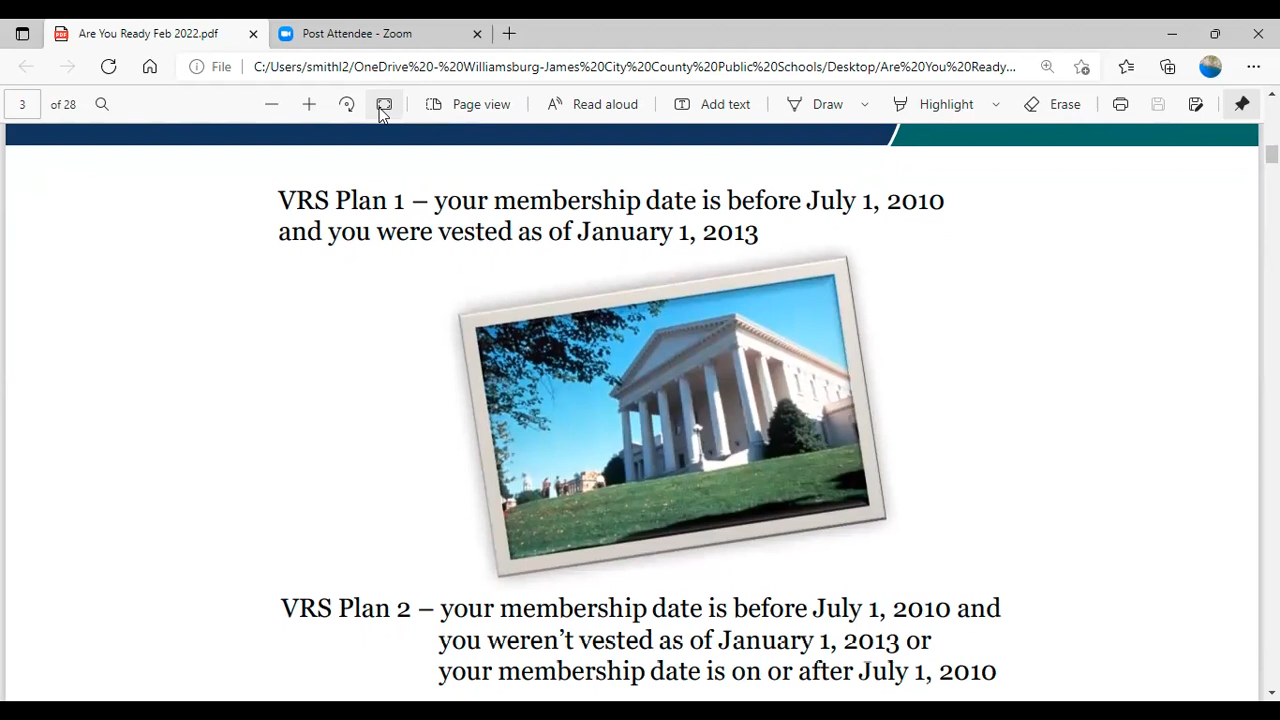 Are You Ready Feb 2022.pdf
Post Attendee - Zoom
File
C:/Users/smithl2/OneDrive%20-%20Williamsburg-James%20City%20County%20Public%20Schools/Desktop/Are%20You%20Ready...
3 of 28
Page view
Read aloud
Add text
Draw
Highlight
Erase
VRS Plan 1 – your membership date is before July 1, 2010
and you were vested as of January 1, 2013
VRS Plan 2 – your membership date is before July 1, 2010 and
you weren't vested as of January 1, 2013 or
your membership date is on or after July 1, 2010